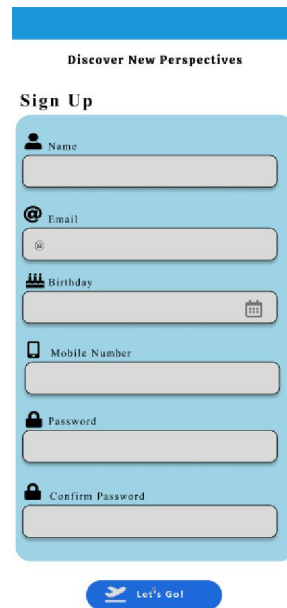 Discover New Perspectives
Sign Up
Name
@ Email
@
Birthday
Mobile Number
Password
Confirm Password
Let's Go!